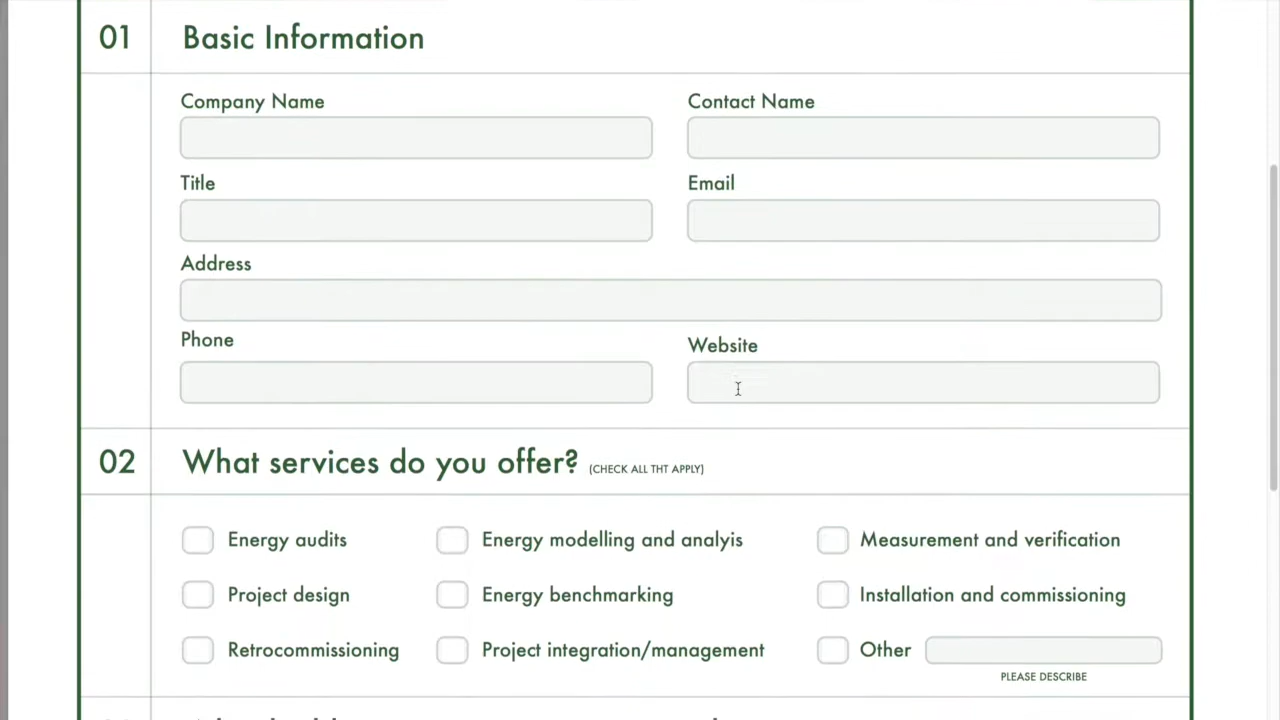 01 Basic Information
Company Name Contact Name
Title Email
Address
Phone Website
02 What services do you offer? (CHECK ALL THT APPLY)
Energy audits Energy modelling and analyis Measurement and verification
Project design Energy benchmarking Installation and commissioning
Retrocommissioning Project integration/management Other
PLEASE DESCRIBE